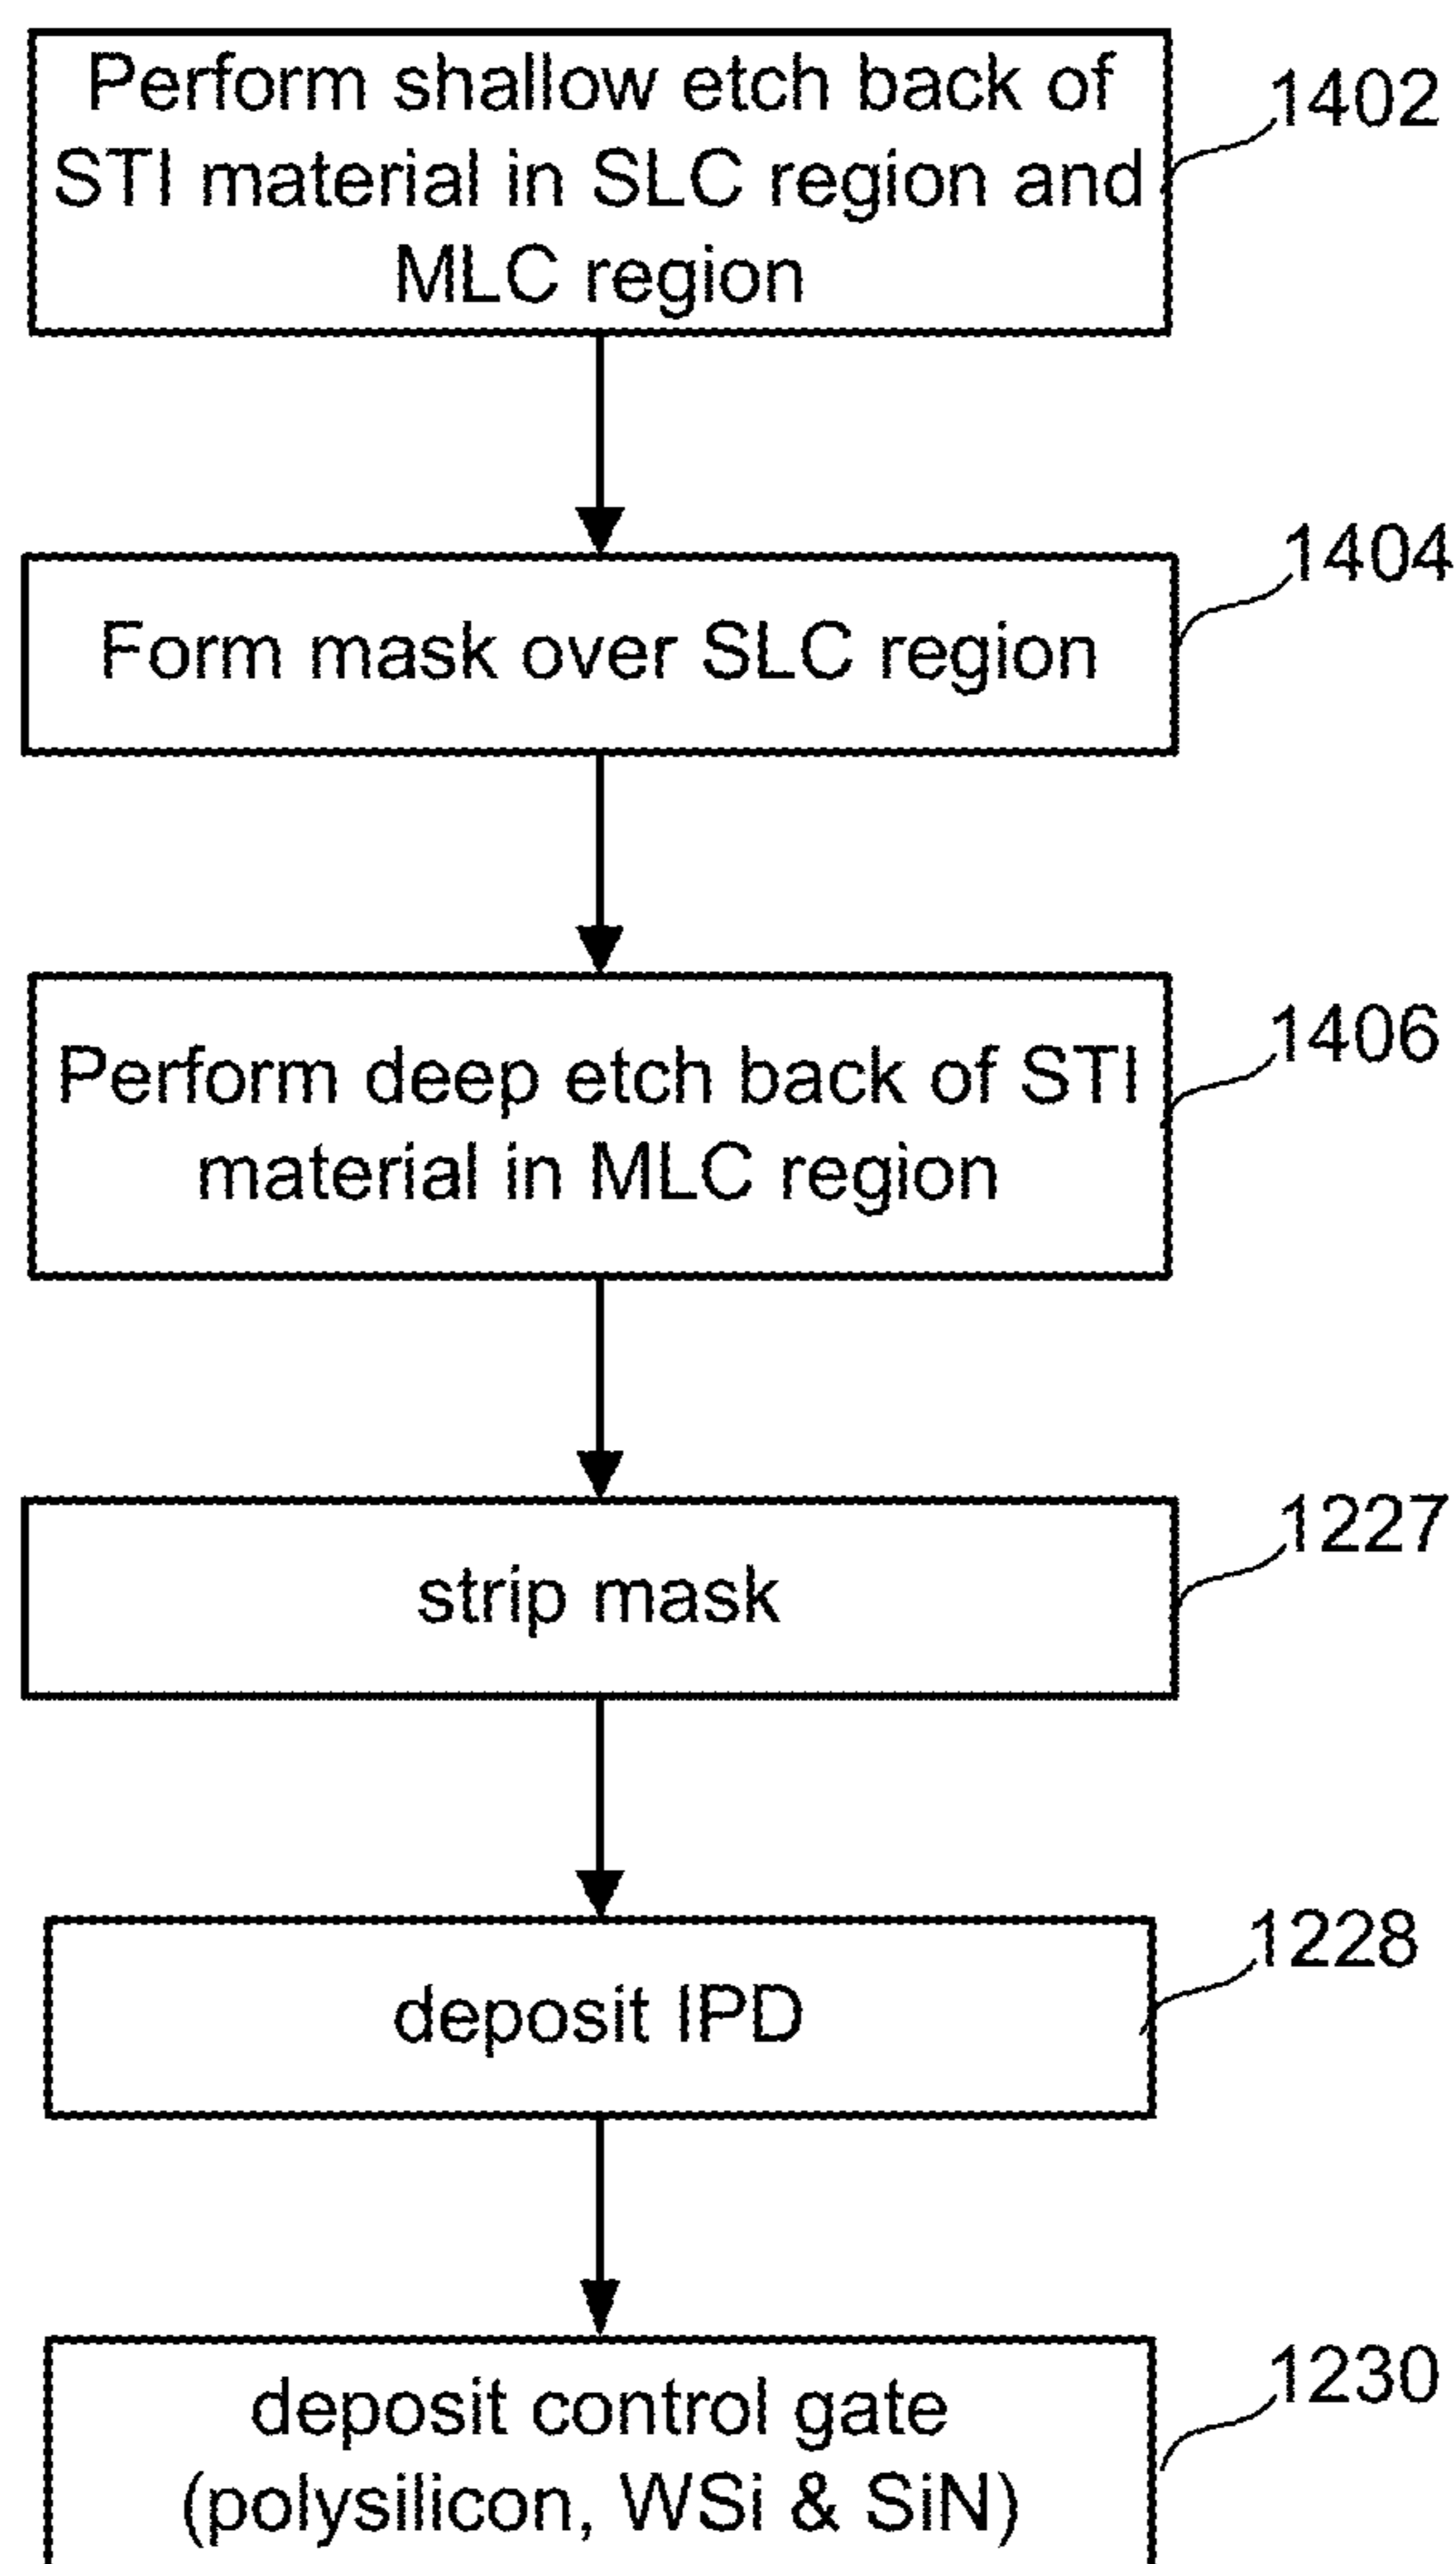 Perform shallow etch back of
STI material in SLC region and
MLC region
1402
Form mask over SLC region
1404
Perform deep etch back of STI
material in MLC region
1406
strip mask
1227
deposit IPD
1228
deposit control gate
(polysilicon, WSi & SiN)
1230